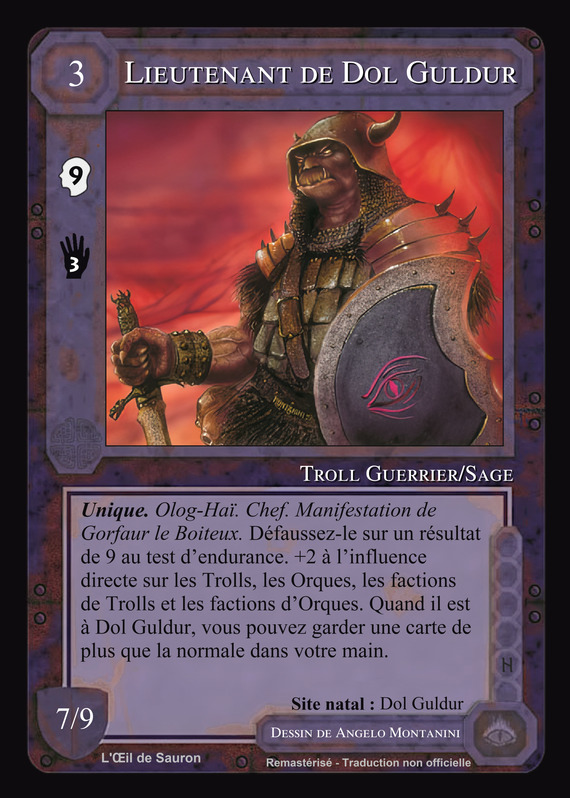 3
Lieutenant de Dol Guldur
9
3
Troll Guerrier/Sage
Unique. Olog-Haï. Chef. Manifestation de
Gorfaur le Boiteux. Défaussez-le sur un résultat
de 9 au test d'endurance. +2 à l'influence
directe sur les Trolls, les Orques, les factions
de Trolls et les factions d'Orques. Quand il est
à Dol Guldur, vous pouvez garder une carte de
plus que la normale dans votre main.
Site natal : Dol Guldur
7/9
Dessin de Angelo Montanini
L'Œil de Sauron
Remastérisé - Traduction non officielle